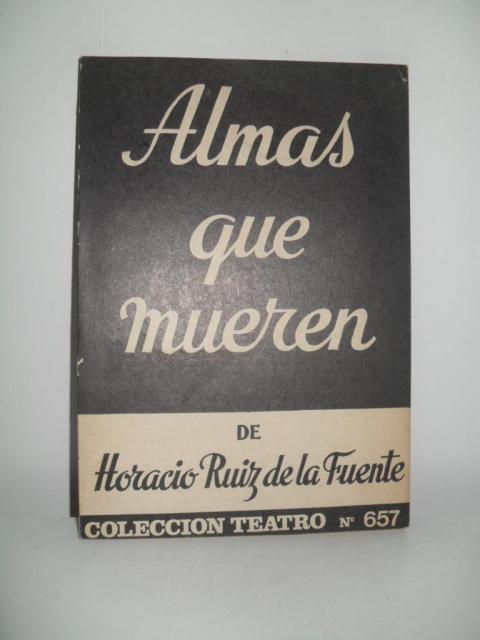 Almas
que
mueren
DE
Horacio Ruiz de la Fuente
COLECCION TEATRO Nº 657